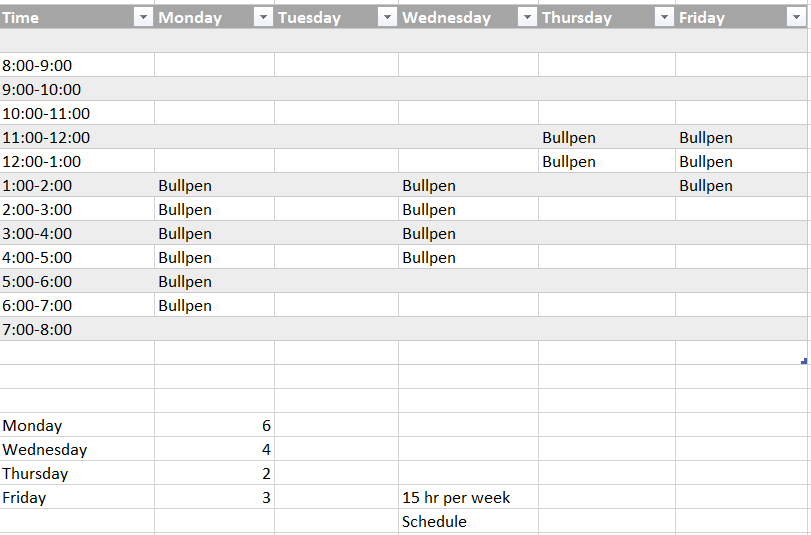 Time Monday Tuesday Wednesday Thursday Friday
8:00-9:00
9:00-10:00
10:00-11:00
11:00-12:00 Bullpen Bullpen
12:00-1:00 Bullpen Bullpen
1:00-2:00 Bullpen Bullpen Bullpen
2:00-3:00 Bullpen Bullpen
3:00-4:00 Bullpen Bullpen
4:00-5:00 Bullpen Bullpen
5:00-6:00 Bullpen
6:00-7:00 Bullpen
7:00-8:00
Monday 6
Wednesday 4
Thursday 2
Friday 3 15 hr per week
Schedule